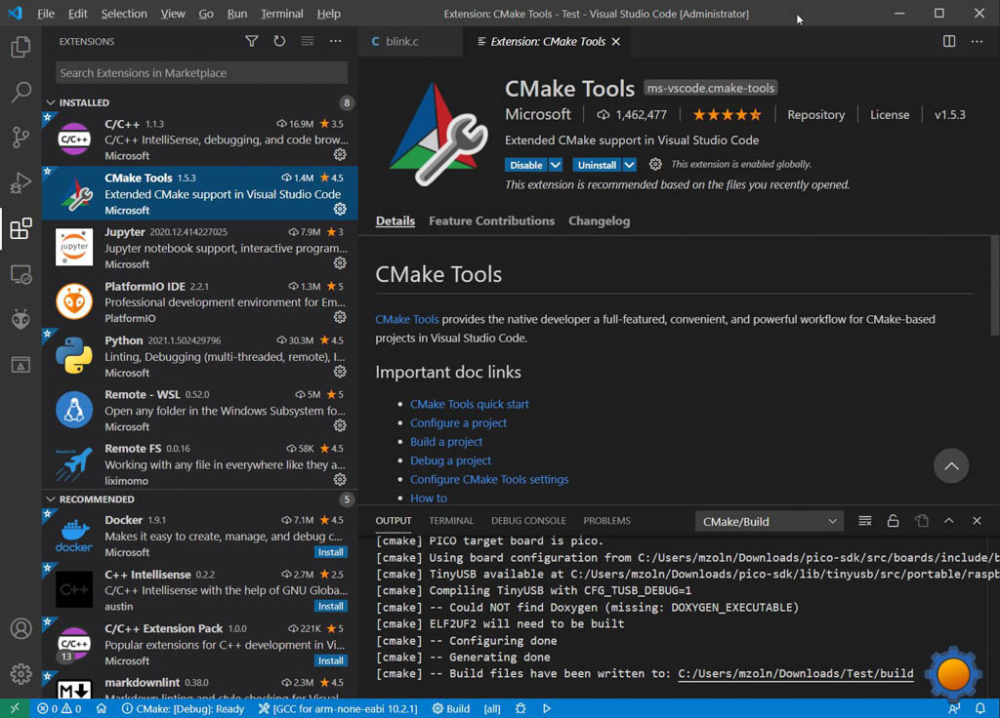 File Edit Selection View Go Run Terminal Help
Extension: CMake Tools - Test - Visual Studio Code [Administrator]
EXTENSIONS
Search Extensions in Marketplace
INSTALLED 8
C/C++ 1.1.3 16.9M 3.5
C/C++ IntelliSense, debugging, and code brow...
Microsoft
CMake Tools 1.5.3 1.4M 4.5
Extended CMake support in Visual Studio Code
Microsoft
Jupyter 2020.12.414227025 7.9M 3
Jupyter notebook support, interactive program...
Microsoft
PlatformIO IDE 2.2.1 1.3M 5
Professional development environment for Em...
PlatformIO
Python 2021.1.502429796 30.3M 4.5
Linting, Debugging (multi-threaded, remote), I...
Microsoft
Remote - WSL 0.52.0 5M 5
Open any folder in the Windows Subsystem fo...
Microsoft
Remote FS 0.0.16 58K 4.5
Working with any file in everywhere like they a...
liximomo
RECOMMENDED 5
Docker 1.9.1 7.1M 4.5
Makes it easy to create, manage, and debug c...
Microsoft Install
C++ Intellisense 0.2.2 2.7M 2.5
C/C++ Intellisense with the help of GNU Globa...
austin Install
C/C++ Extension Pack 1.0.0 221K 5
Popular extensions for C++ development in Vi...
Microsoft Install
markdownlint 0.38.0 2.3M 4.5
Markdown linting and style checking for Visual
C/C++
jupyter
docker
C++
C/C++
13
C blink.c
Extension: CMake Tools
CMake Tools ms-vscode.cmake-tools
Microsoft 1,462,477 Repository License v1.5.3
Extended CMake support in Visual Studio Code
Disable Uninstall This extension is enabled globally.
This extension is recommended based on the files you recently opened.
Details Feature Contributions Changelog
CMake Tools
CMake Tools provides the native developer a full-featured, convenient, and powerful workflow for CMake-based
projects in Visual Studio Code.
Important doc links
CMake Tools quick start
Configure a project
Build a project
Debug a project
Configure CMake Tools settings
How to
OUTPUT TERMINAL DEBUG CONSOLE PROBLEMS CMake/Build
[cmake] PICO target board is pico.
[cmake] Using board configuration from C:/Users/mzoln/Downloads/pico-sdk/src/boards/include/b
[cmake] TinyUSB available at C:/Users/mzoln/Downloads/pico-sdk/lib/tinyusb/src/portable/raspb
[cmake] Compiling TinyUSB with CFG_TUSB_DEBUG=1
[cmake] -- Could NOT find Doxygen (missing: DOXYGEN_EXECUTABLE)
[cmake] ELF2UF2 will need to be built
[cmake] -- Configuring done
[cmake] -- Generating done
[cmake] -- Build files have been written to: C:/Users/mzoln/Downloads/Test/build
0 0 CMake: [Debug]: Ready [GCC for arm-none-eabi 10.2.1] Build [all]